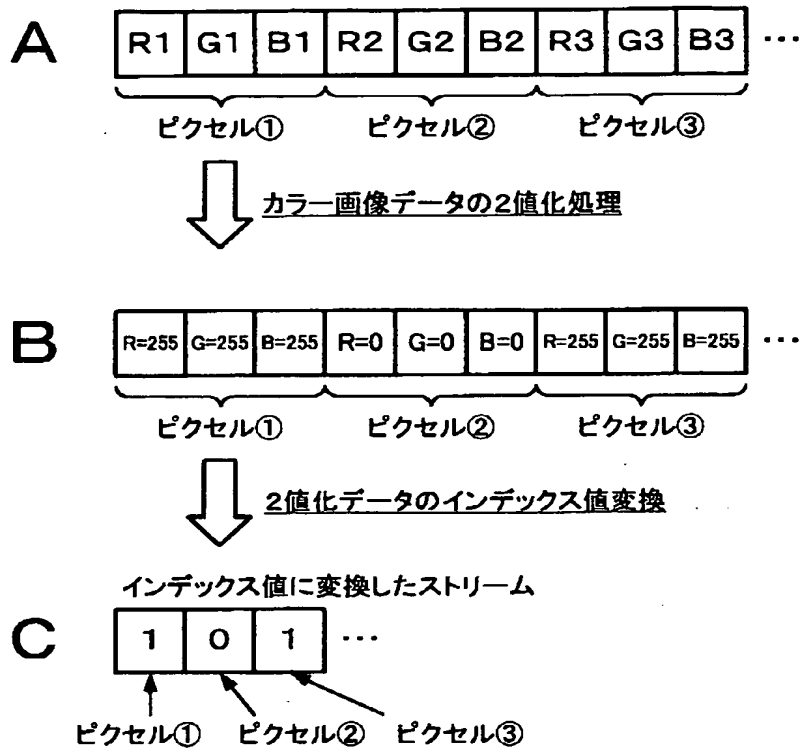 A R1 G1 B1 R2 G2 B2 R3 G3 B3 ···
ピクセル① ピクセル② ピクセル③
カラー画像データの2値化処理
B R=255 G=255 B=255 R=0 G=0 B=0 R=255 G=255 B=255 ···
ピクセル① ピクセル② ピクセル③
2値化データのインデックス値変換
インデックス値に変換したストリーム
C 1 0 1 ···
ピクセル① ピクセル② ピクセル③